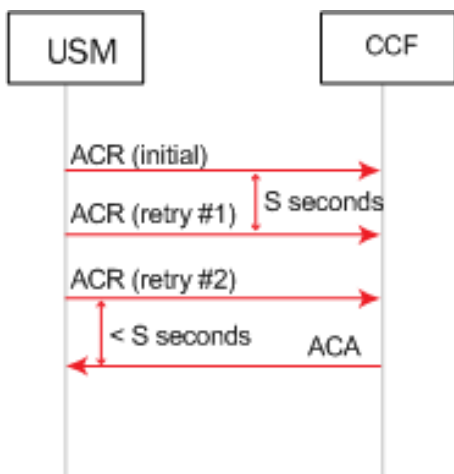 USM
CCF
ACR (initial)
S seconds
ACR (retry #1)
ACR (retry #2)
< S seconds
ACA